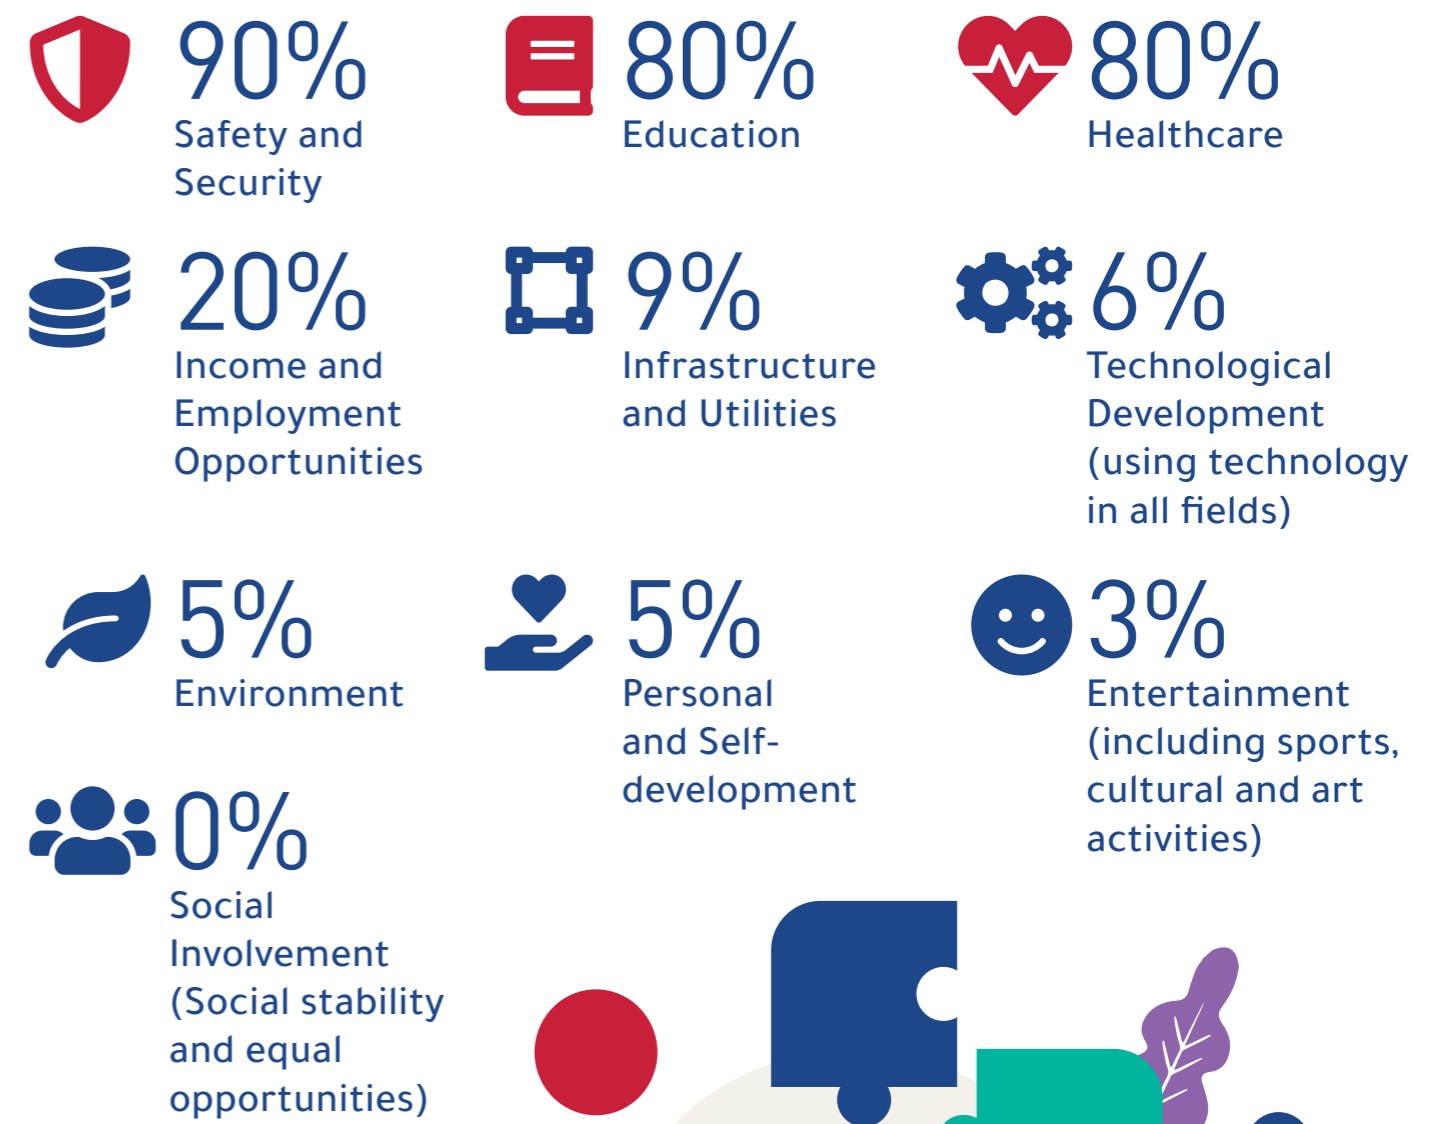 90%
Safety and
Security
80%
Education
80%
Healthcare
20%
Income and
Employment
Opportunities
9%
Infrastructure
and Utilities
6%
Technological
Development
(using technology
in all fields)
5%
Environment
5%
Personal
and Self-
development
3%
Entertainment
(including sports,
cultural and art
activities)
0%
Social
Involvement
(Social stability
and equal
opportunities)